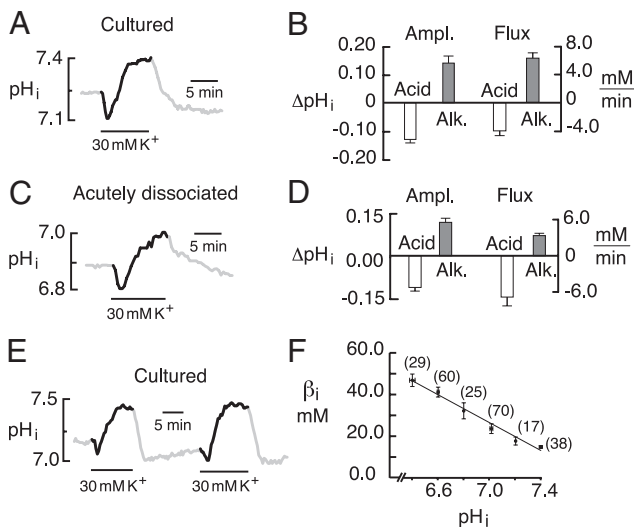 A
Cultured
7.4
pHi
7.1
5 min
30 mM K+
B
Ampl.
Flux
0.20
8.0
0.10
4.0
Acid
Acid
ΔpHi
0
0
mM
min
Alk.
Alk.
-0.10
-4.0
-0.20
C
Acutely dissociated
7.0
5 min
pHi
6.8
30 mM K+
D
Ampl.
Flux
0.15
6.0
Acid
Acid
ΔpHi
0.00
0
mM
min
Alk.
Alk.
-0.15
-6.0
E
Cultured
7.5
5 min
pHi
7.0
30 mM K+
30 mM K+
F
60.0
(29)
(60)
βi
40.0
(25)
mM
(70)
20.0
(17)
(38)
0.0
6.6
7.0
7.4
pHi